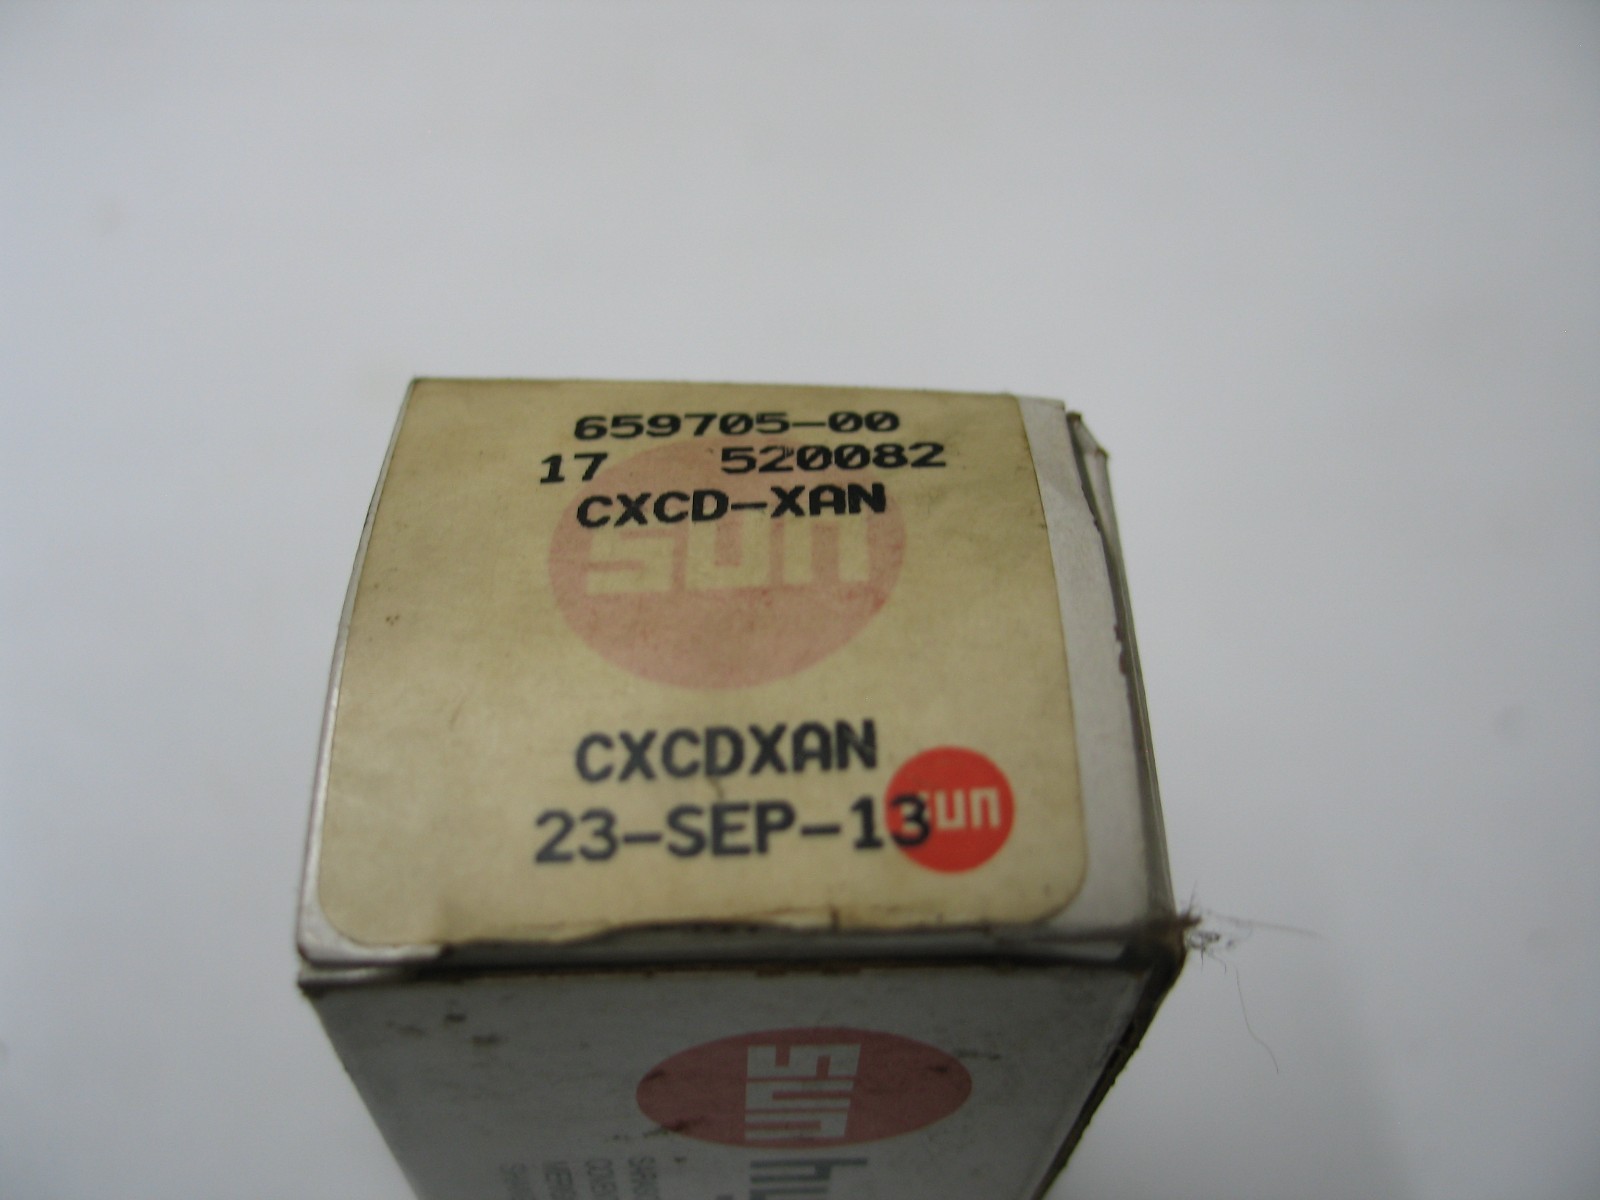 659705-00
17 520082
CXCD-XAN
sun
CXCDXAN
23-SEP-13
sun
sun